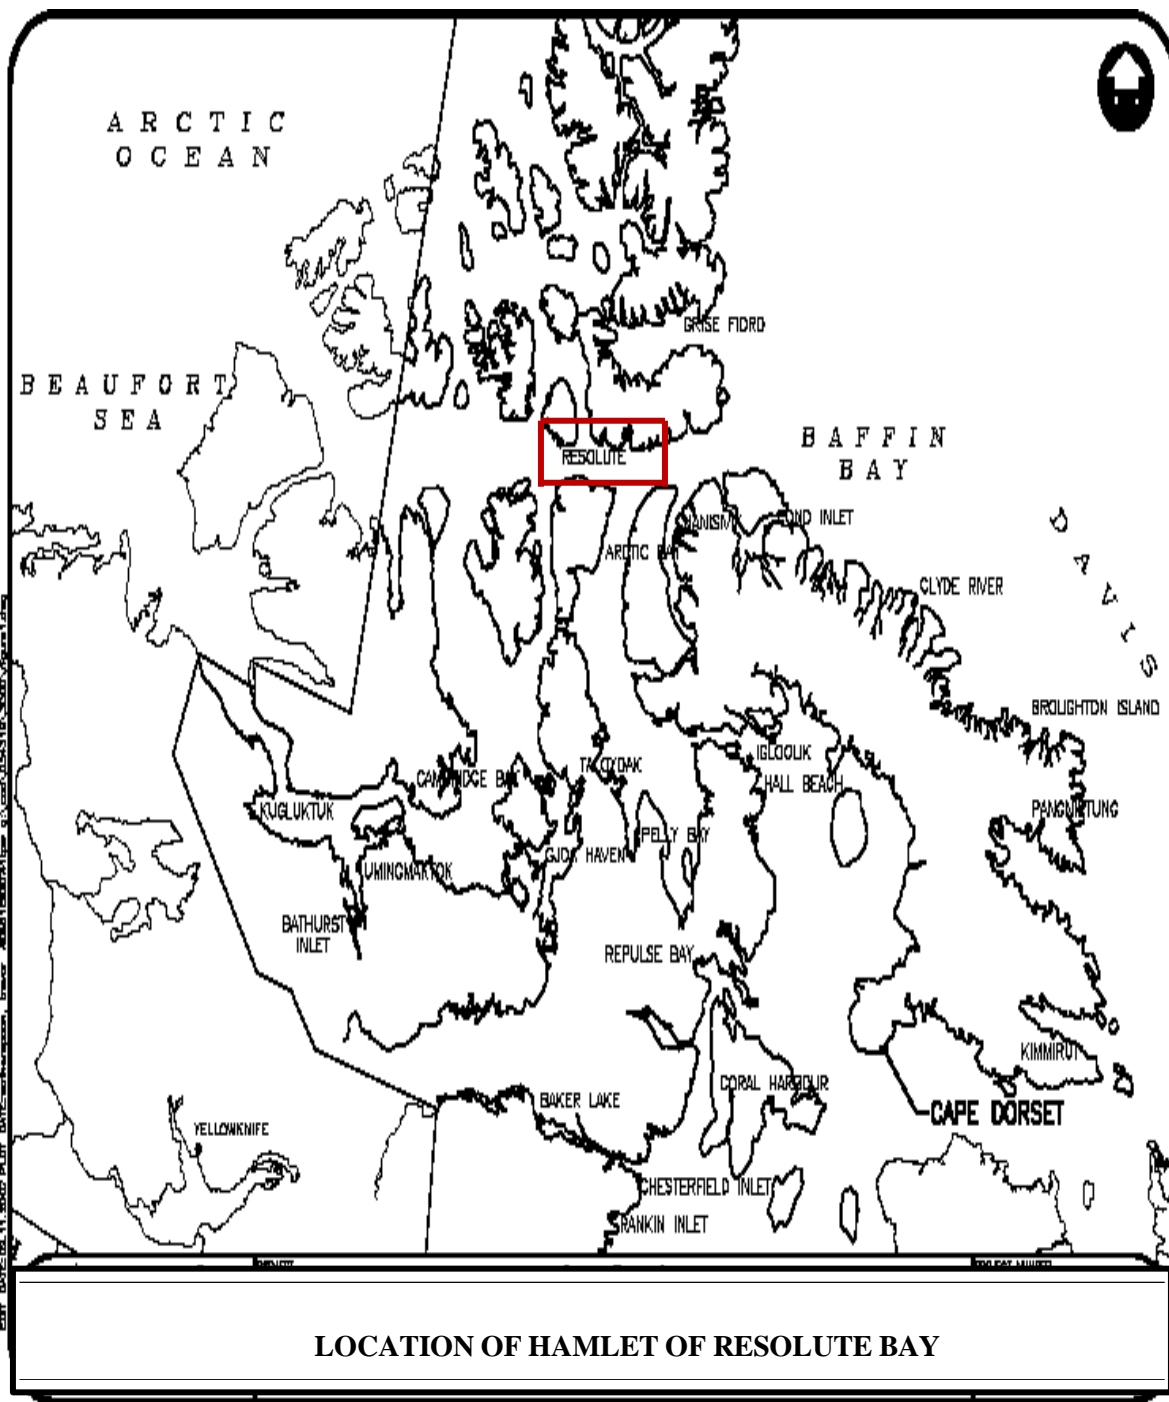 ARCTIC
OCEAN
GRISE FIORD
BEAUFORT
SEA
BAFFIN
BAY
RESOLUTE
DAVIS
NANISIVIK
POND INLET
ARCTIC BAY
CLYDE RIVER
BROUGHTON ISLAND
IGLOOLIK
CAMBRIDGE BAY
TALOYOAK
HALL BEACH
KUGLUKTUK
PANGNIRTUNG
PELLY BAY
GJOA HAVEN
UMINGMAKTOK
BATHURST
INLET
REPULSE BAY
KIMMIRUT
CORAL HARBOUR
BAKER LAKE
CAPE DORSET
YELLOWKNIFE
CHESTERFIELD INLET
RANKIN INLET
LOCATION OF HAMLET OF RESOLUTE BAY